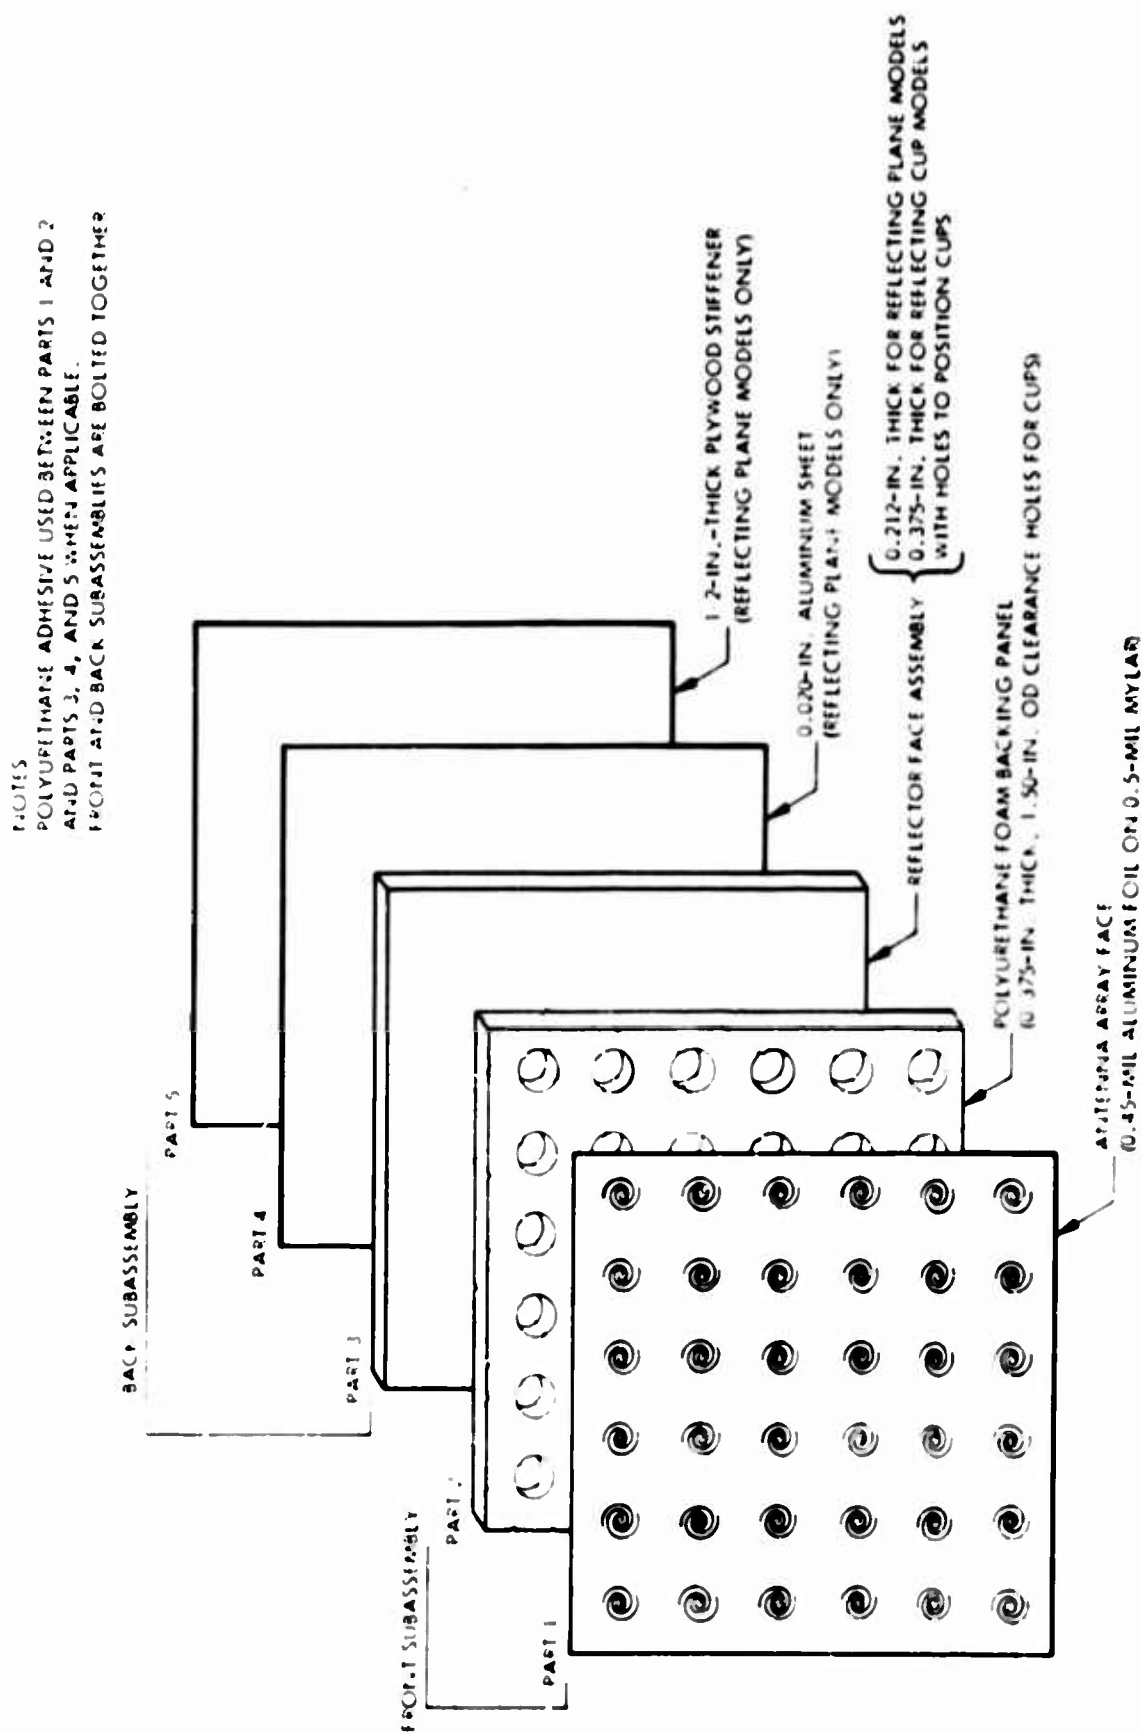 NOTES
POLYURETHANE ADHESIVE USED BETWEEN PARTS 1 AND 2
AND PARTS 3, 4, AND 5 WHEN APPLICABLE.
FRONT AND BACK SUBASSEMBLIES ARE BOLTED TOGETHER
BACK SUBASSEMBLY
PART 5
PART 4
PART 3
FRONT SUBASSEMBLY
PART
PART 1
1 2-IN.-THICK PLYWOOD STIFFENER
(REFLECTING PLANE MODELS ONLY)
0.020-IN. ALUMINUM SHEET
(REFLECTING PLANE MODELS ONLY)
REFLECTOR FACE ASSEMBLY
0.212-IN. THICK FOR REFLECTING PLANE MODELS
0.375-IN. THICK FOR REFLECTING CUP MODELS
WITH HOLES TO POSITION CUPS
POLYURETHANE FOAM BACKING PANEL
(0.375-IN. THICK, 1.50-IN. OD CLEARANCE HOLES FOR CUPS)
ANTENNA ARRAY FACE
(0.45-MIL ALUMINUM FOIL ON 0.5-MIL MYLAR)